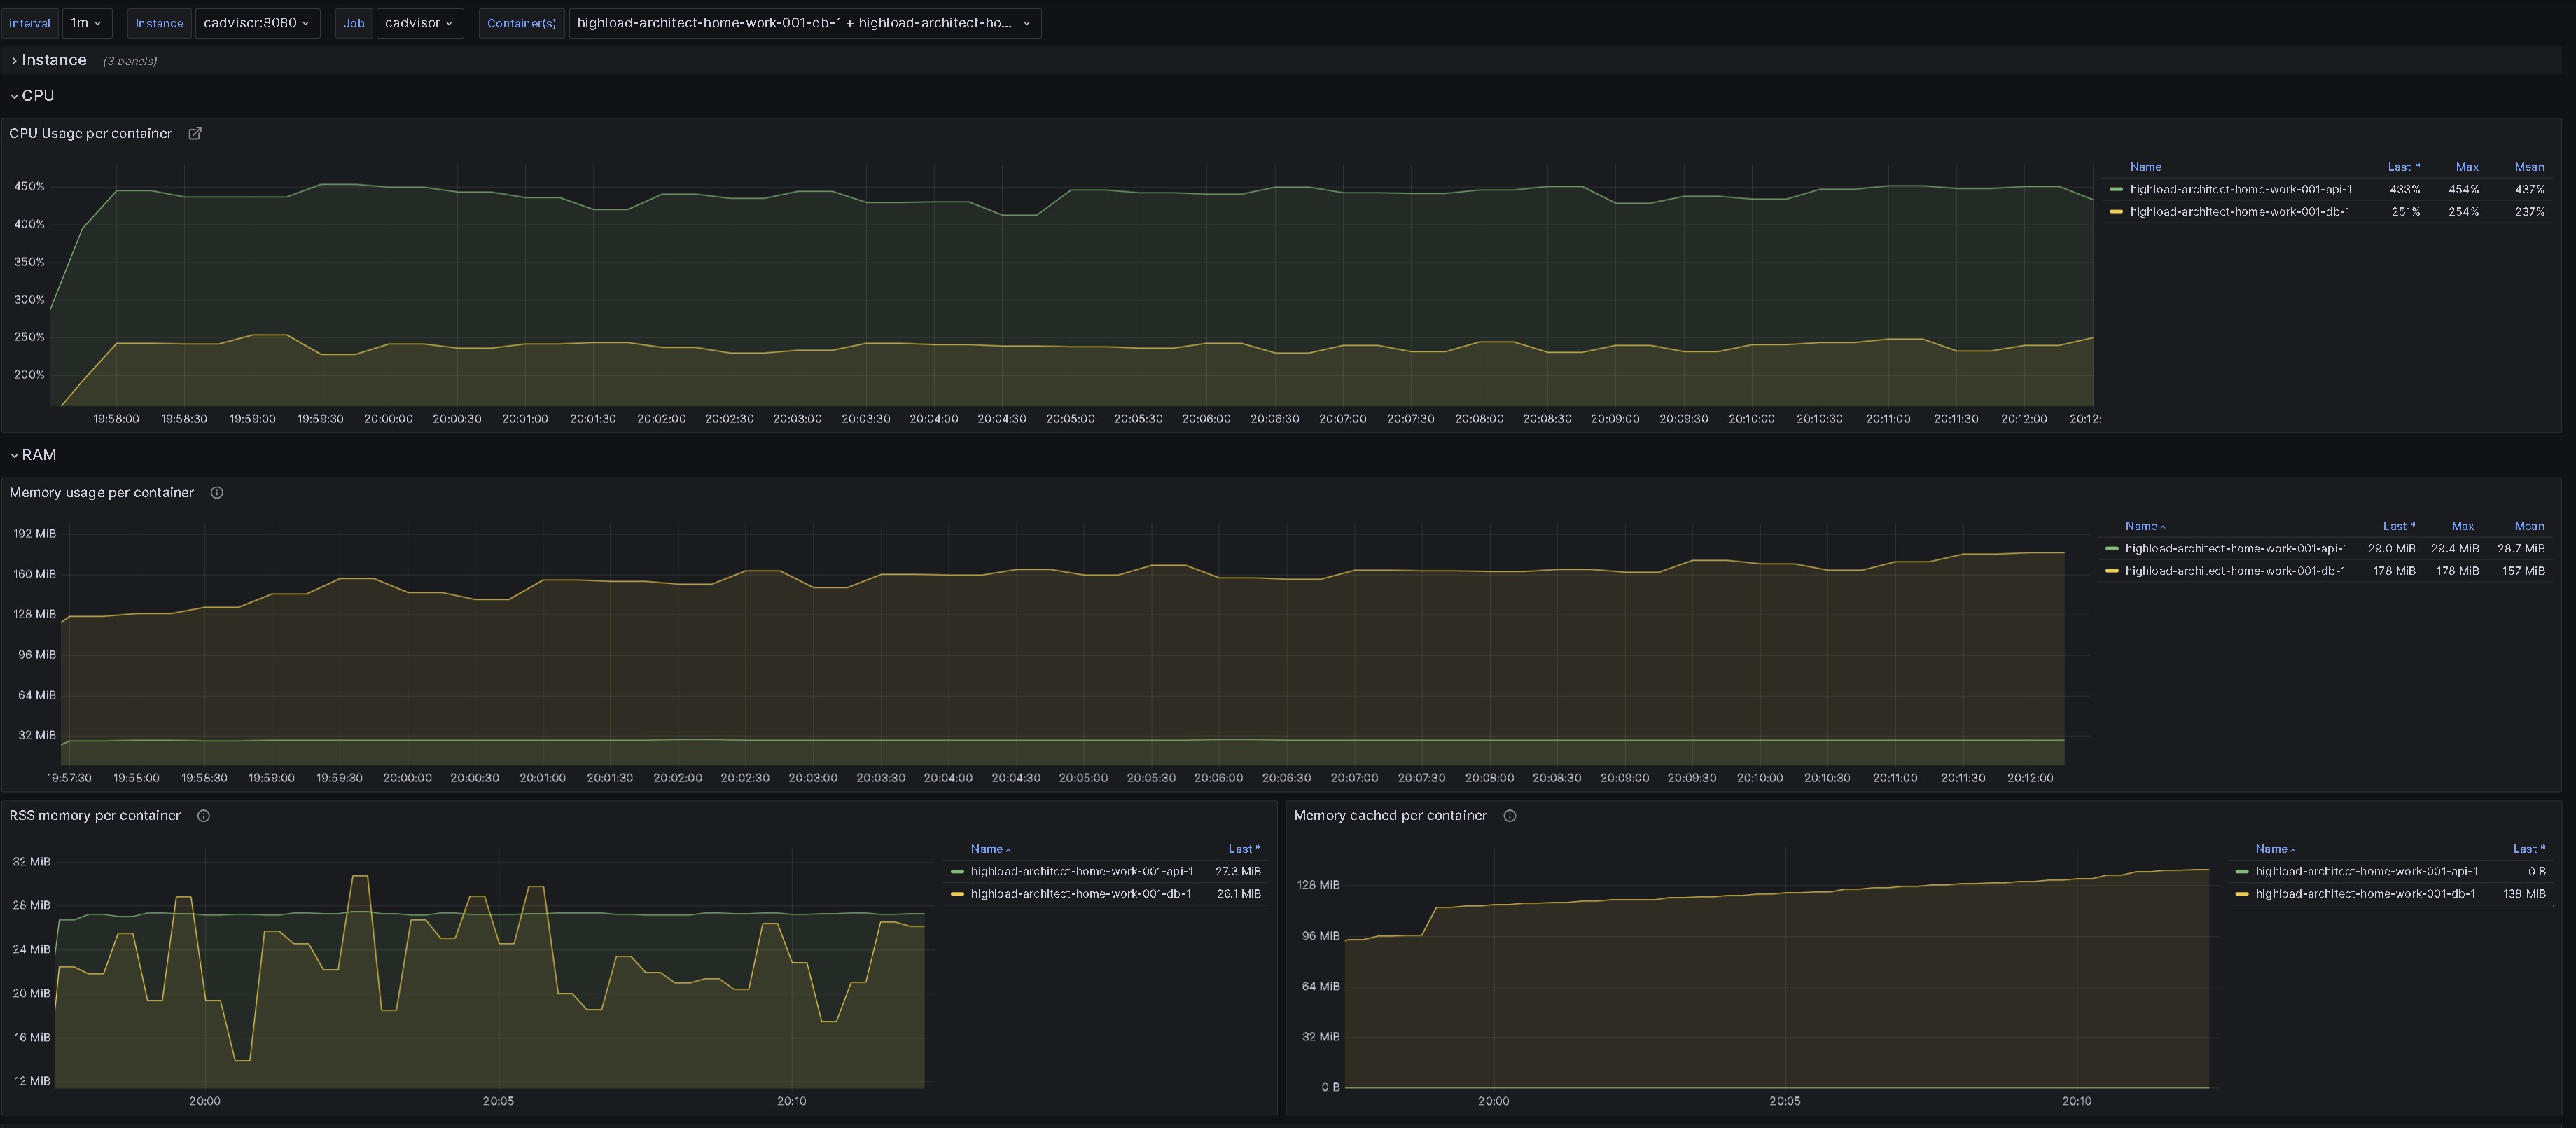 Interval 1m Instance cadvisor:8080 Job cadvisor Container(s) highload-architect-home-work-001-db-1 + highload-architect-ho...
Instance (3 panels)
CPU
CPU Usage per container
450%
400%
350%
300%
250%
200%
19:58:00 19:58:30 19:59:00 19:59:30 20:00:00 20:00:30 20:01:00 20:01:30 20:02:00 20:02:30 20:03:00 20:03:30 20:04:00 20:04:30 20:05:00 20:05:30 20:06:00 20:06:30 20:07:00 20:07:30 20:08:00 20:08:30 20:09:00 20:09:30 20:10:00 20:10:30 20:11:00 20:11:30 20:12:00 20:12:
Name Last * Max Mean
highload-architect-home-work-001-api-1 433% 454% 437%
highload-architect-home-work-001-db-1 251% 254% 237%
RAM
Memory usage per container
192 MiB
160 MiB
128 MiB
96 MiB
64 MiB
32 MiB
19:57:30 19:58:00 19:58:30 19:59:00 19:59:30 20:00:00 20:00:30 20:01:00 20:01:30 20:02:00 20:02:30 20:03:00 20:03:30 20:04:00 20:04:30 20:05:00 20:05:30 20:06:00 20:06:30 20:07:00 20:07:30 20:08:00 20:08:30 20:09:00 20:09:30 20:10:00 20:10:30 20:11:00 20:11:30 20:12:00
Name Last * Max Mean
highload-architect-home-work-001-api-1 29.0 MiB 29.4 MiB 28.7 MiB
highload-architect-home-work-001-db-1 178 MiB 178 MiB 157 MiB
RSS memory per container
32 MiB
28 MiB
24 MiB
20 MiB
16 MiB
12 MiB
20:00 20:05 20:10
Name Last *
highload-architect-home-work-001-api-1 27.3 MiB
highload-architect-home-work-001-db-1 26.1 MiB
Memory cached per container
128 MiB
96 MiB
64 MiB
32 MiB
0 B
20:00 20:05 20:10
Name Last *
highload-architect-home-work-001-api-1 0 B
highload-architect-home-work-001-db-1 138 MiB